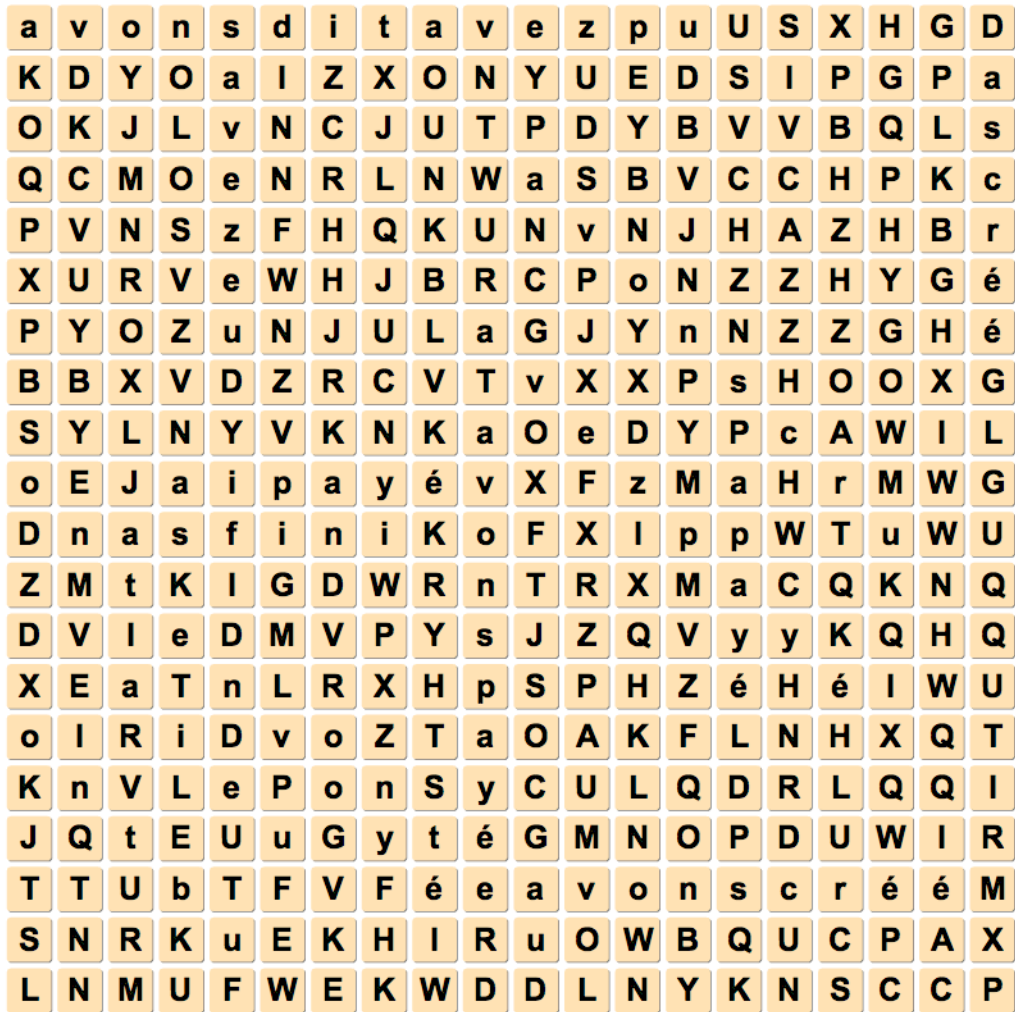 a v o n s d i t a v e z p u U S X H G D
K D Y O a I Z X O N Y U E D S I P G P a
O K J L v N C J U T P D Y B V V B Q L s
Q C M O e N R L N W a S B V C C H P K c
P V N S z F H Q K U N v N J H A Z H B r
X U R V e W H J B R C P o N Z Z H Y G é
P Y O Z u N J U L a G J Y n N Z Z G H é
B B X V D Z R C V T v X X P s H O O X G
S Y L N Y V K N K a O e D Y P c A W I L
o E J a i p a y é v X F z M a H r M W G
D n a s f i n i K o F X I p p W T u W U
Z M t K I G D W R n T R X M a C Q K N Q
D V I e D M V P Y s J Z Q V y y K Q H Q
X E a T n L R X H p S P H Z é H é I W U
o I R i D v o Z T a O A K F L N H X Q T
K n V L e P o n S y C U L Q D R L Q Q I
J Q t E U u G y t é G M N O P D U W I R
T T U b T F V F é e a v o n s c r é é M
S N R K u E K H I R u O W B Q U C P A X
L N M U F W E K W D D L N Y K N S C C P